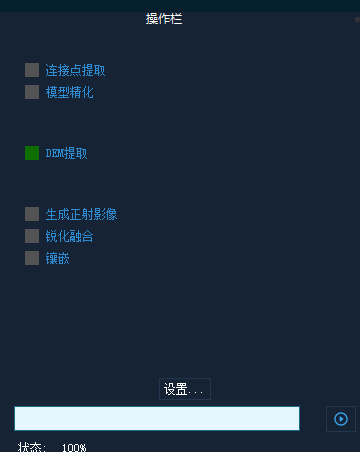 操作栏
连接点提取
模型精化
DEM提取
生成正射影像
锐化融合
镶嵌
设置...
状态: 100%